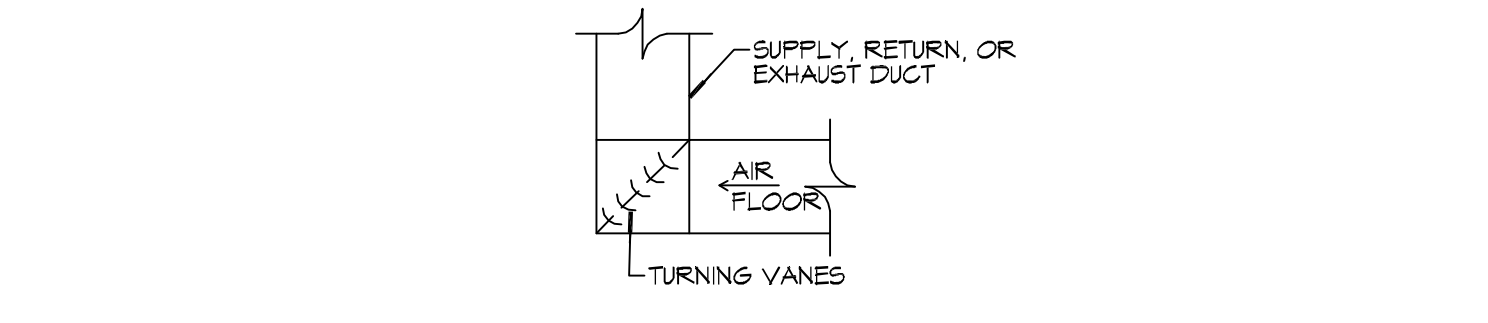 SUPPLY, RETURN, OR
EXHAUST DUCT
AIR
FLOOR
TURNING VANES